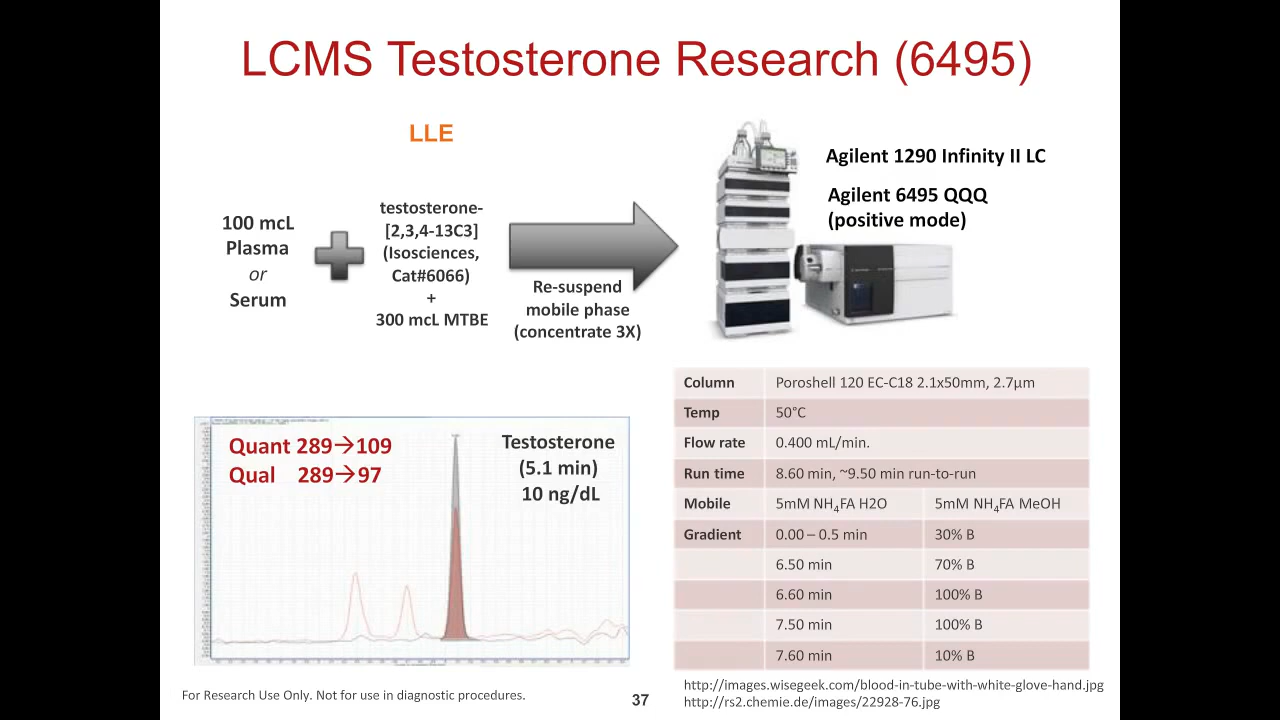 LCMS Testosterone Research (6495)
LLE
100 mcL
Plasma
or
Serum
testosterone-
[2,3,4-13C3]
(Isosciences,
Cat#6066)
+
300 mcL MTBE
Re-suspend
mobile phase
(concentrate 3X)
Agilent 1290 Infinity II LC
Agilent 6495 QQQ
(positive mode)
Quant 289→109
Qual 289→97
Testosterone
(5.1 min)
10 ng/dL
Column Poroshell 120 EC-C18 2.1x50mm, 2.7µm
Temp 50°C
Flow rate 0.400 mL/min.
Run time 8.60 min, ~9.50 min run-to-run
Mobile 5mM NH4FA H2O 5mM NH4FA MeOH
Gradient 0.00 – 0.5 min 30% B
6.50 min 70% B
6.60 min 100% B
7.50 min 100% B
7.60 min 10% B
http://images.wisegeek.com/blood-in-tube-with-white-glove-hand.jpg
http://rs2.chemie.de/images/22928-76.jpg
For Research Use Only. Not for use in diagnostic procedures.
37